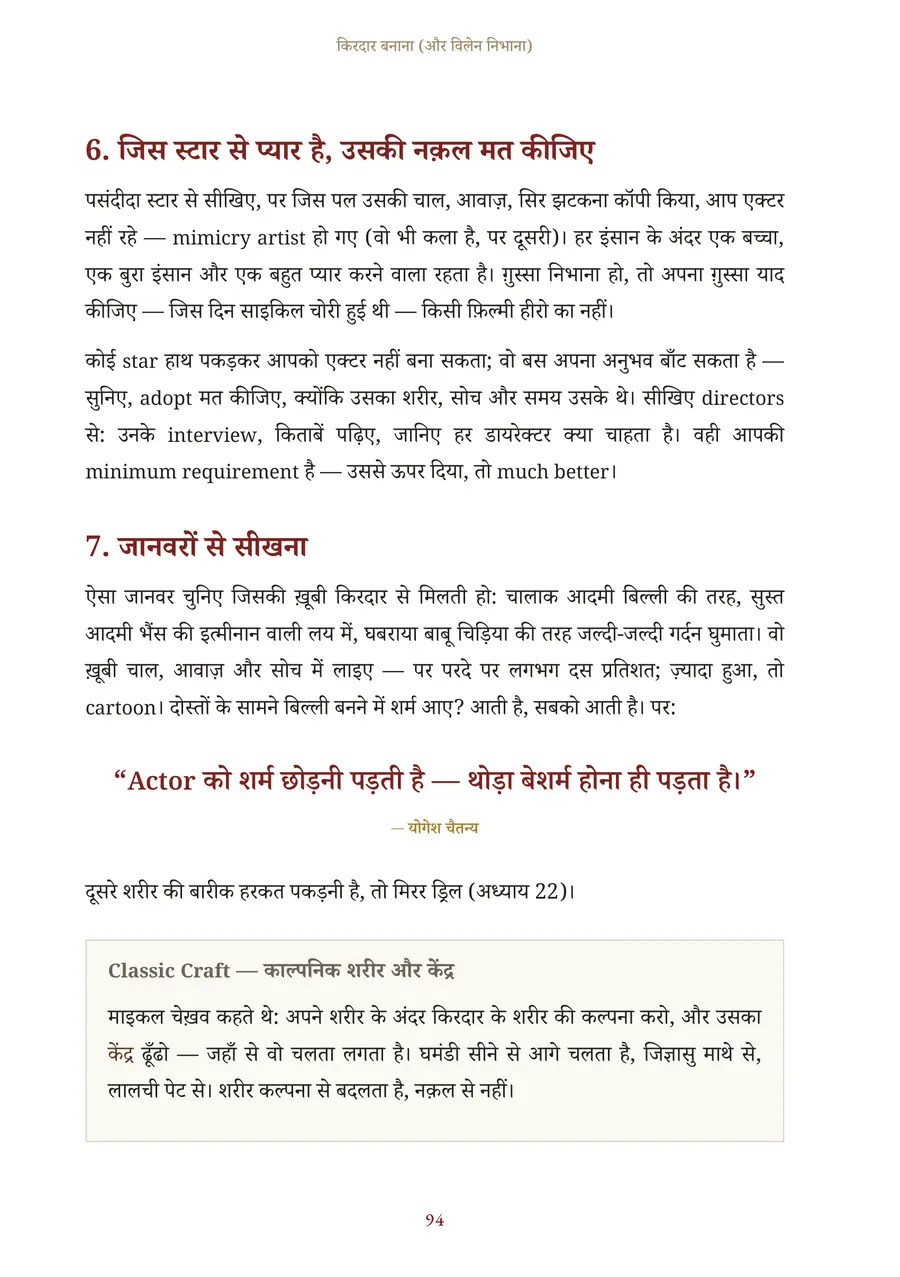 किरदार बनाना (और विलेन निभाना)
6. जिस स्टार से प्यार है, उसकी नक़ल मत कीजिए
पसंदीदा स्टार से सीखिए, पर जिस पल उसकी चाल, आवाज़, सिर झटकना कॉपी किया, आप एक्टर
नहीं रहे — mimicry artist हो गए (वो भी कला है, पर दूसरी)। हर इंसान के अंदर एक बच्चा,
एक बुरा इंसान और एक बहुत प्यार करने वाला रहता है। ग़ुस्सा निभाना हो, तो अपना ग़ुस्सा याद
कीजिए — जिस दिन साइकिल चोरी हुई थी — किसी फ़िल्मी हीरो का नहीं।
कोई star हाथ पकड़कर आपको एक्टर नहीं बना सकता; वो बस अपना अनुभव बाँट सकता है —
सुनिए, adopt मत कीजिए, क्योंकि उसका शरीर, सोच और समय उसके थे। सीखिए directors
से: उनके interview, किताबें पढ़िए, जानिए हर डायरेक्टर क्या चाहता है। वही आपकी
minimum requirement है — उससे ऊपर दिया, तो much better।
7. जानवरों से सीखना
ऐसा जानवर चुनिए जिसकी ख़ूबी किरदार से मिलती हो: चालाक आदमी बिल्ली की तरह, सुस्त
आदमी भैंस की इत्मीनान वाली लय में, घबराया बाबू चिड़िया की तरह जल्दी-जल्दी गर्दन घुमाता। वो
ख़ूबी चाल, आवाज़ और सोच में लाइए — पर परदे पर लगभग दस प्रतिशत; ज़्यादा हुआ, तो
cartoon। दोस्तों के सामने बिल्ली बनने में शर्म आए? आती है, सबको आती है। पर:
“Actor को शर्म छोड़नी पड़ती है — थोड़ा बेशर्म होना ही पड़ता है।”
— योगेश चैतन्य
दूसरे शरीर की बारीक हरकत पकड़नी है, तो मिरर ड्रिल (अध्याय 22)।
Classic Craft — काल्पनिक शरीर और केंद्र
माइकल चेख़व कहते थे: अपने शरीर के अंदर किरदार के शरीर की कल्पना करो, और उसका
केंद्र ढूँढो — जहाँ से वो चलता लगता है। घमंडी सीने से आगे चलता है, जिज्ञासु माथे से,
लालची पेट से। शरीर कल्पना से बदलता है, नक़ल से नहीं।
94